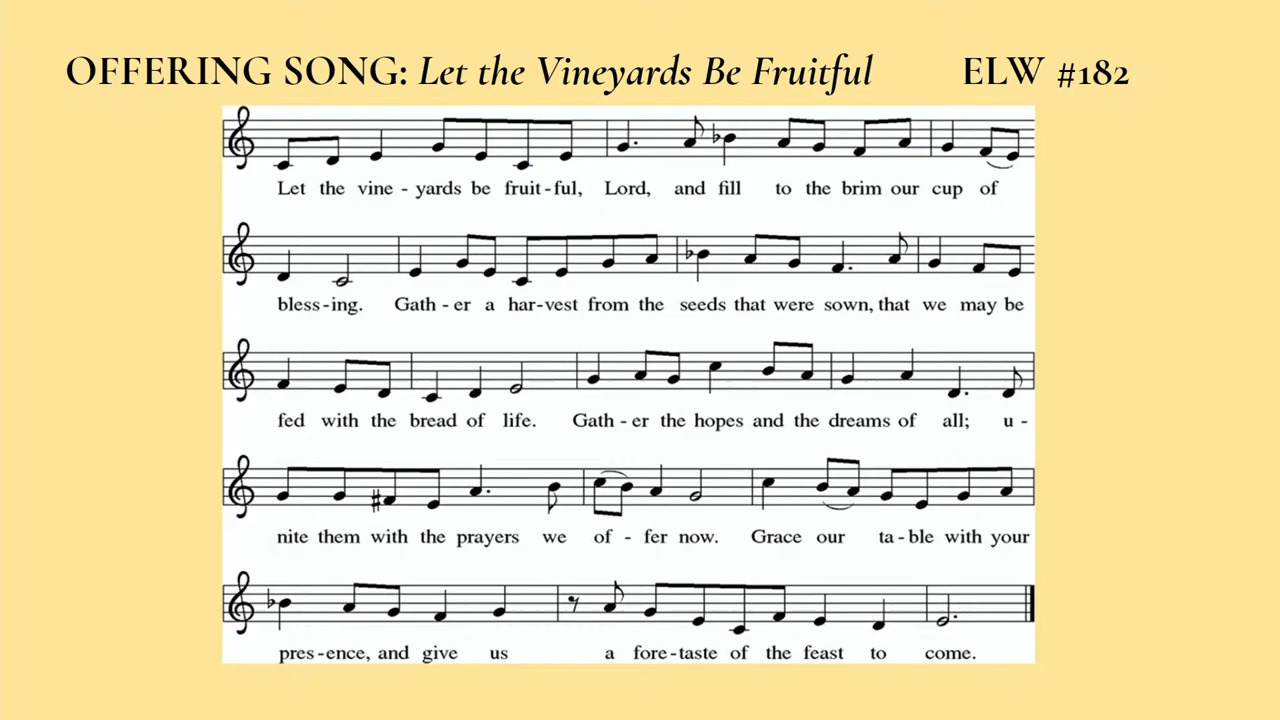 OFFERING SONG: Let the Vineyards Be Fruitful ELW #182
Let the vine - yards be fruit - ful, Lord, and fill to the brim our cup of
bless - ing. Gath - er a har - vest from the seeds that were sown, that we may be
fed with the bread of life. Gath - er the hopes and the dreams of all; u -
nite them with the prayers we of - fer now. Grace our ta - ble with your
pres - ence, and give us a fore - taste of the feast to come.